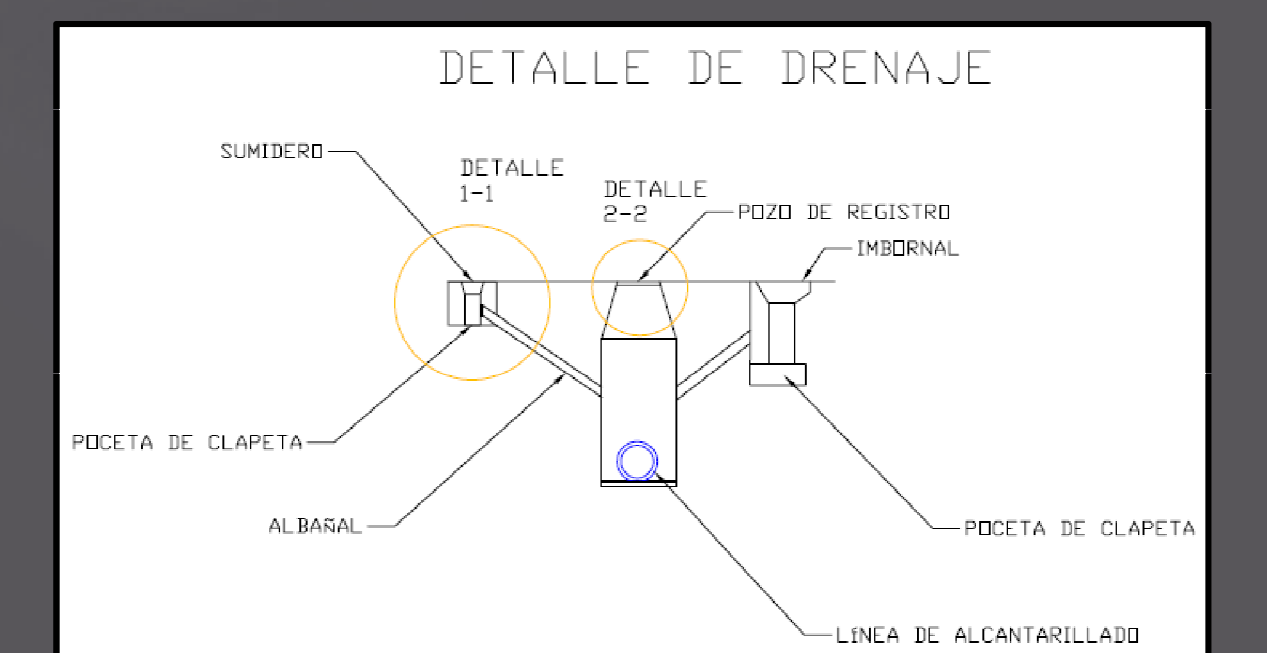 DETALLE DE DRENAJE
SUMIDERO
DETALLE
1-1
DETALLE
2-2
POZO DE REGISTRO
IMBORNAL
POCETA DE CLAPETA
ALBAÑAL
POCETA DE CLAPETA
LÍNEA DE ALCANTARILLADO